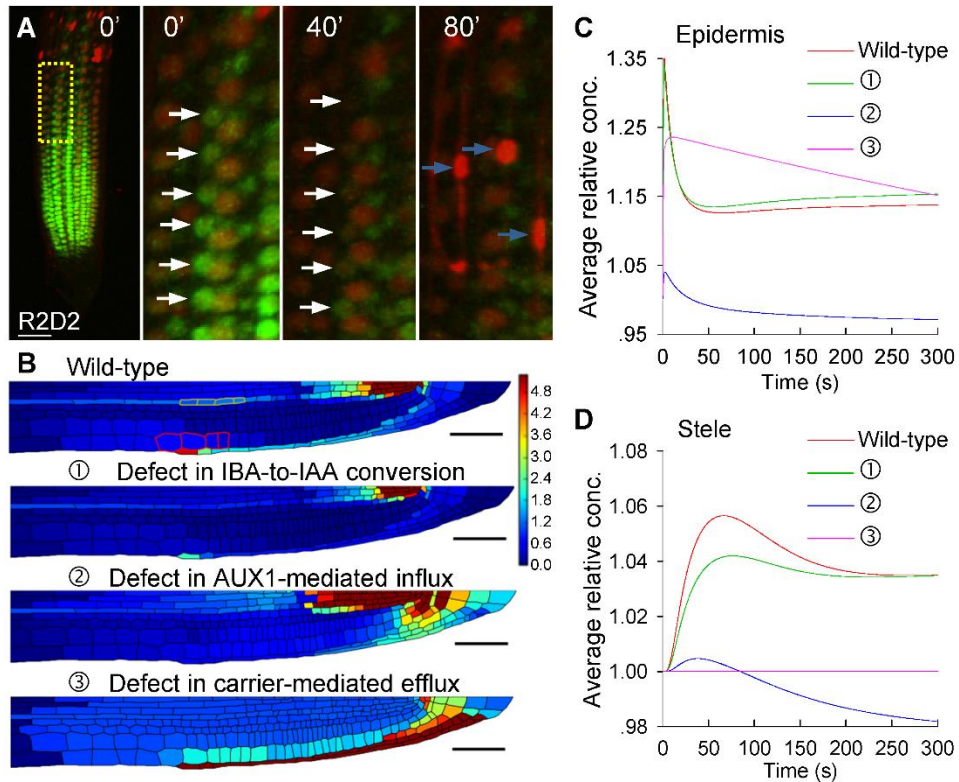 A
0'
0'
40'
80'
R2D2
B
Wild-type
① Defect in IBA-to-IAA conversion
② Defect in AUX1-mediated influx
③ Defect in carrier-mediated efflux
4.8
4.2
3.6
3.0
2.4
1.8
1.2
0.6
0.0
C
Epidermis
Wild-type
①
②
③
Average relative conc.
1.35
1.25
1.15
1.05
.95
0 50 100 150 200 250 300
Time (s)
D
Stele
Wild-type
①
②
③
Average relative conc.
1.08
1.06
1.04
1.02
1.00
.98
0 50 100 150 200 250 300
Time (s)